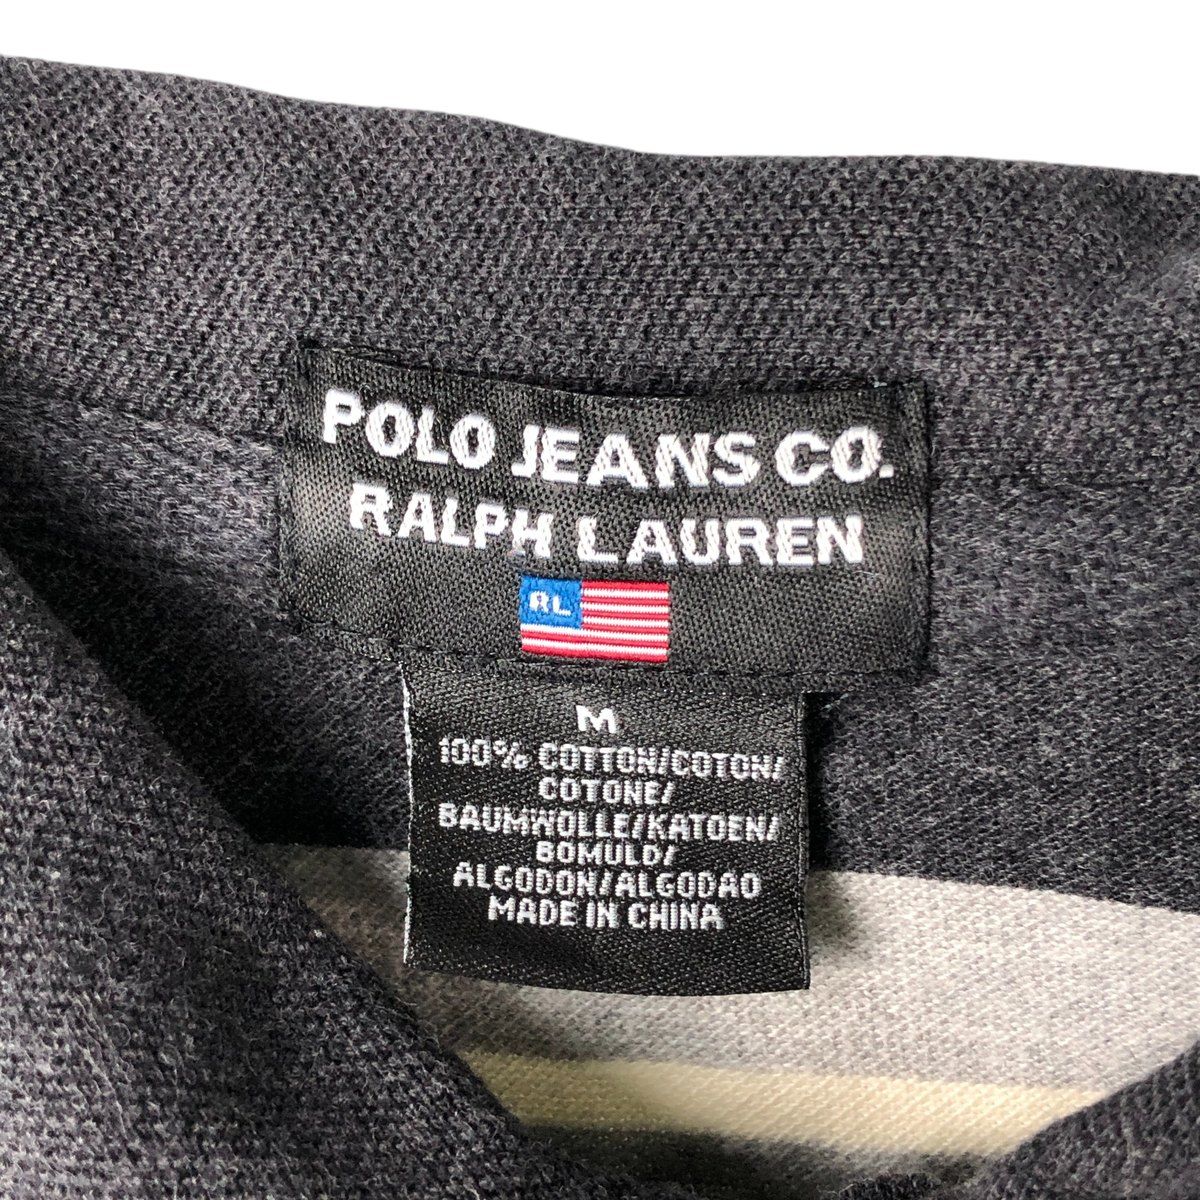 POLO JEANS CO.
RALPH LAUREN
RL
M
100% COTTON/COTON/
COTONE/
BAUMWOLLE/KATOEN/
BOMULD/
ALGODON/ALGODAO
MADE IN CHINA